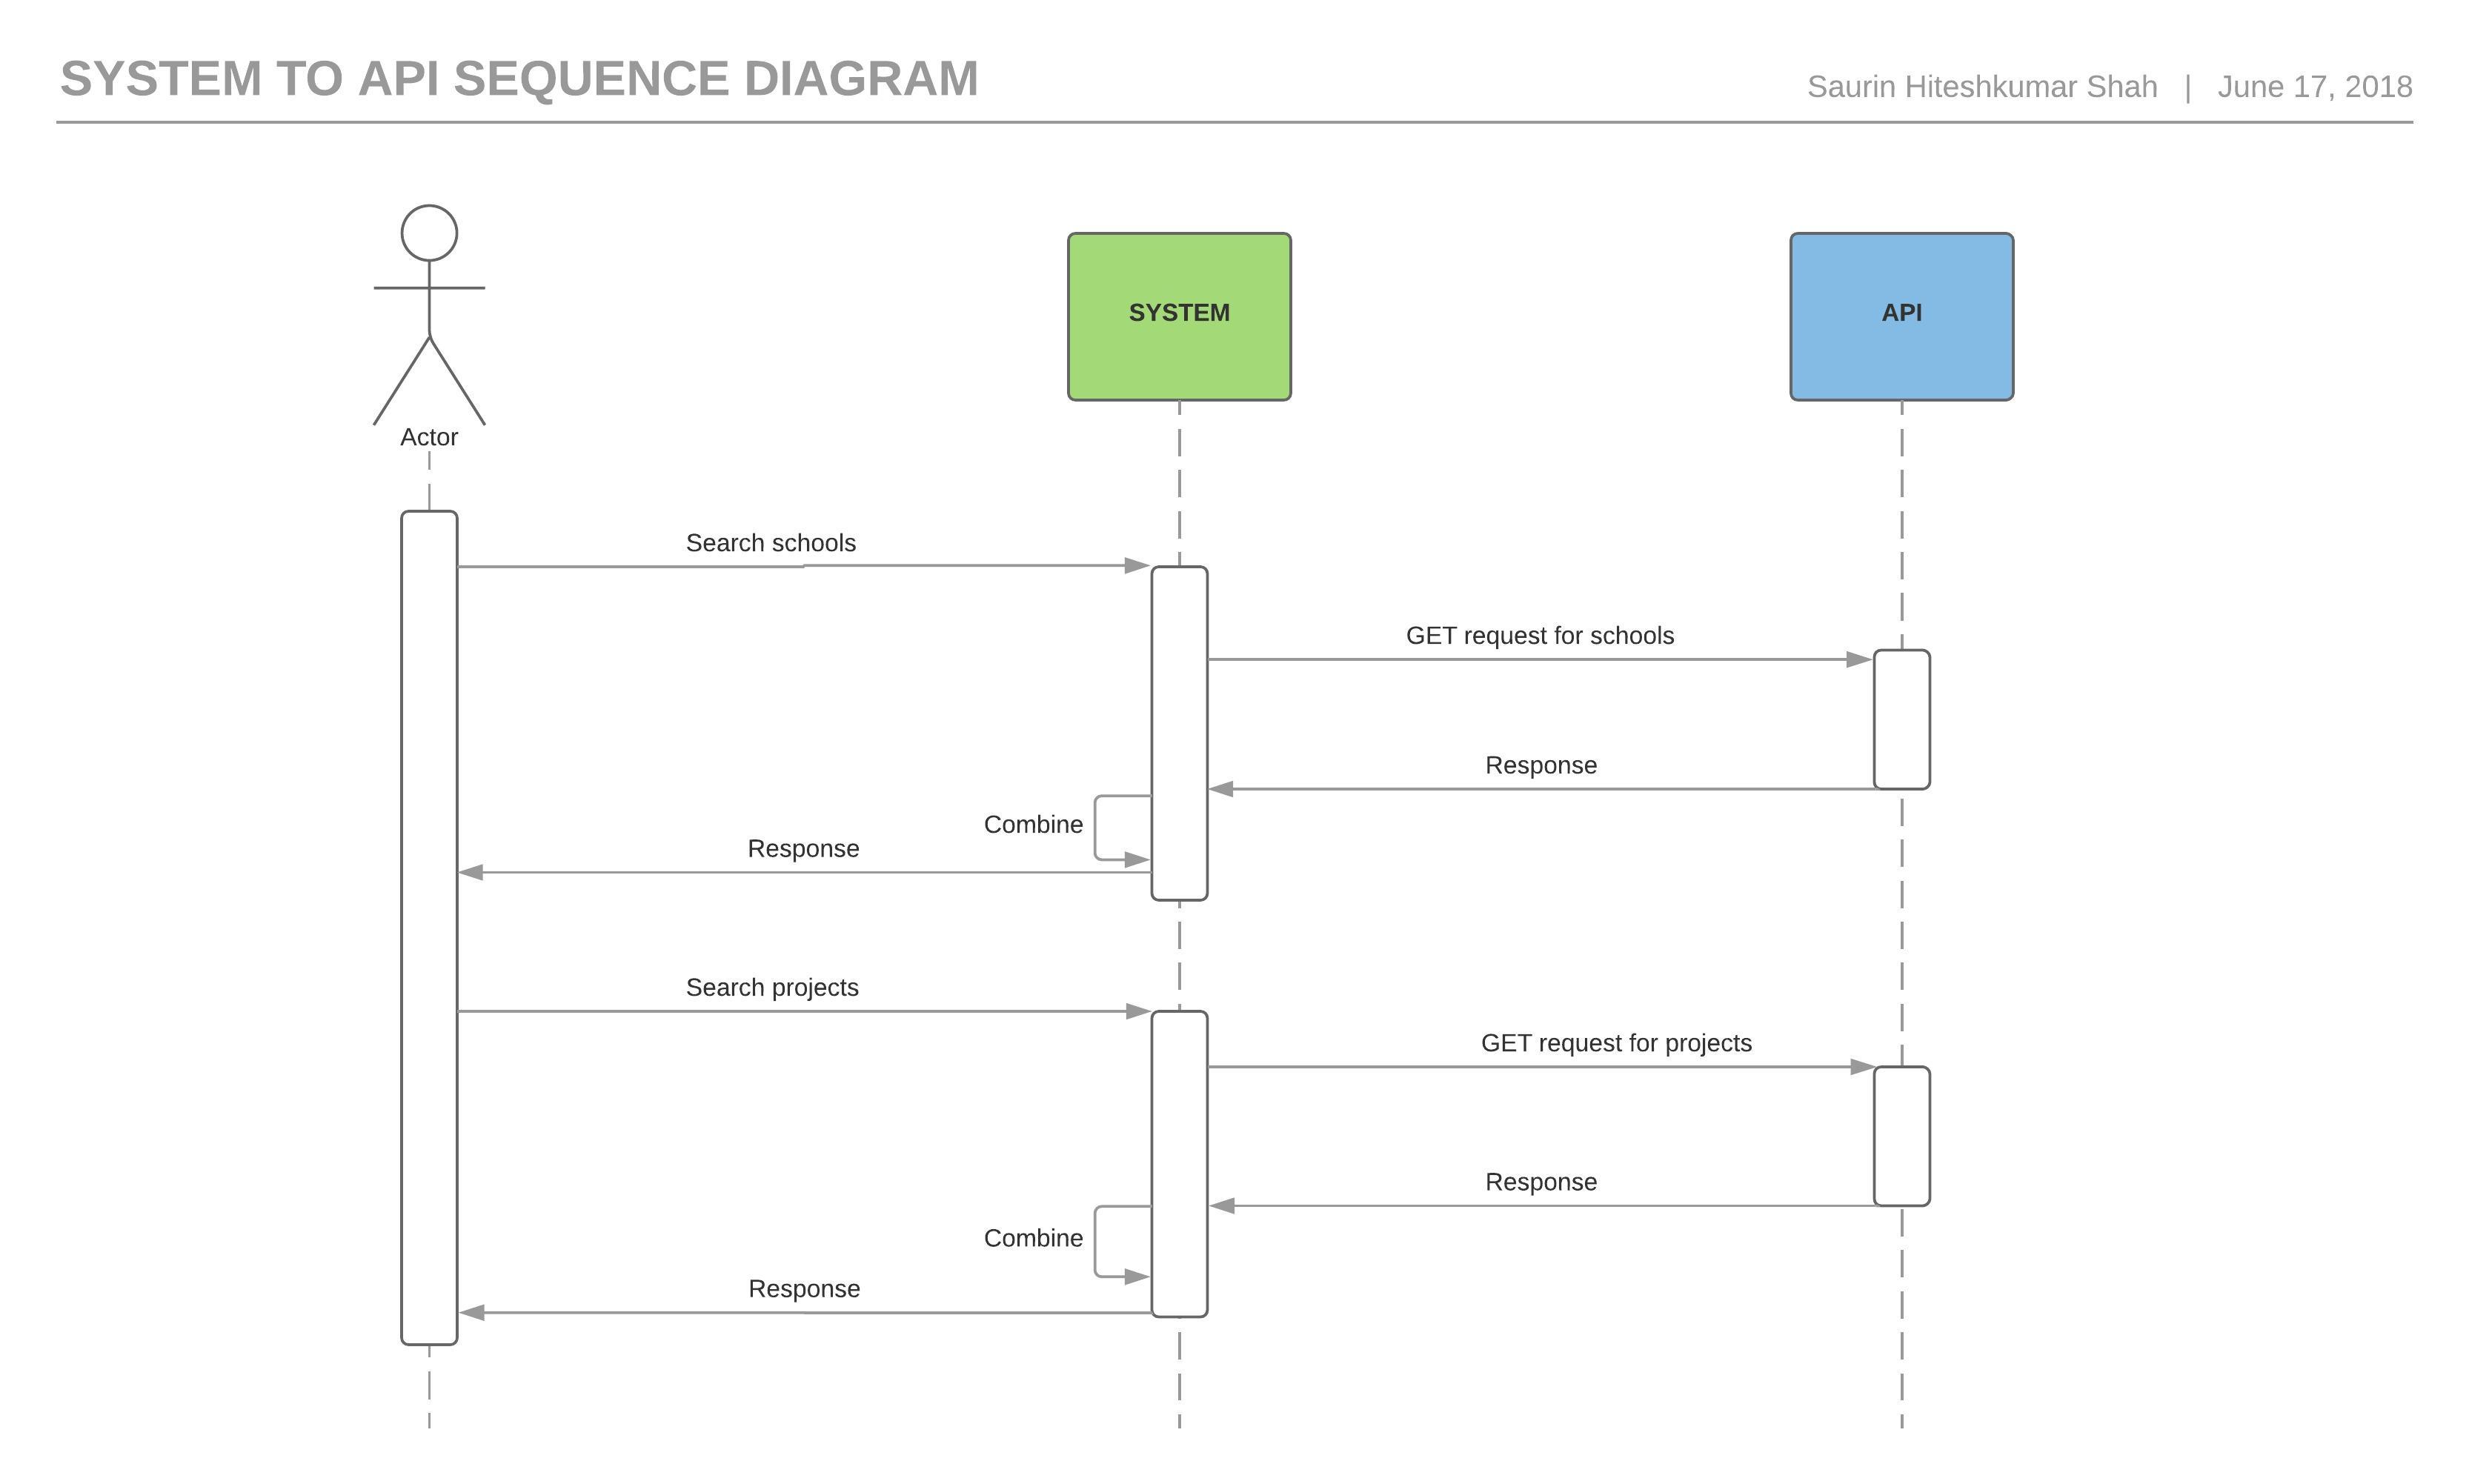 SYSTEM TO API SEQUENCE DIAGRAM
Saurin Hiteshkumar Shah | June 17, 2018
SYSTEM
API
Actor
Search schools
GET request for schools
Response
Combine
Response
Search projects
GET request for projects
Response
Combine
Response